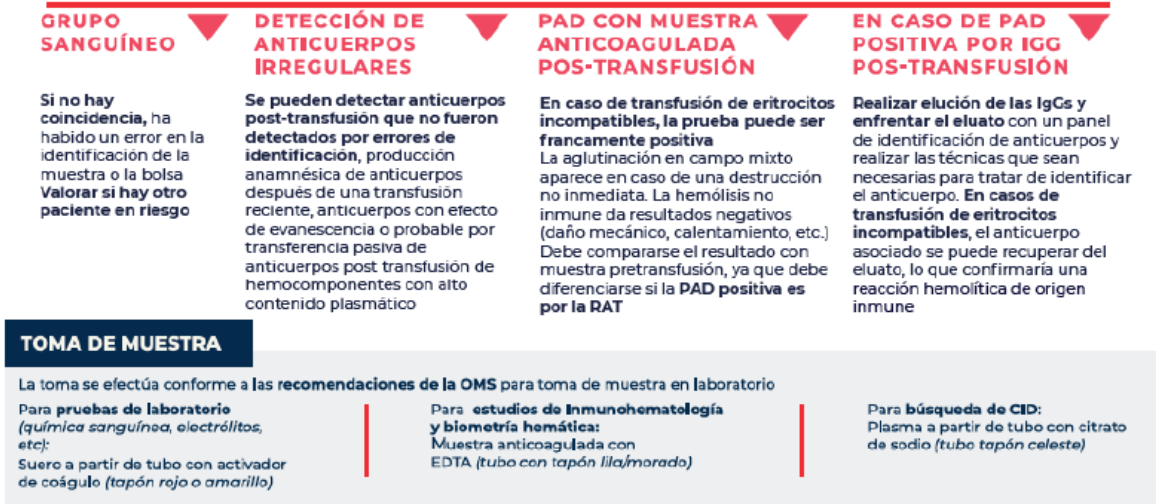 GRUPO
SANGUÍNEO
Si no hay
coincidencia, ha
habido un error en la
identificación de la
muestra o la bolsa
Valorar si hay otro
paciente en riesgo
DETECCIÓN DE
ANTICUERPOS
IRREGULARES
Se pueden detectar anticuerpos
post-transfusión que no fueron
detectados por errores de
identificación, producción
anamnésica de anticuerpos
después de una transfusión
reciente, anticuerpos con efecto
de evanescencia o probable por
transferencia pasiva de
anticuerpos post transfusión de
hemocomponentes con alto
contenido plasmático
PAD CON MUESTRA
ANTICOAGULADA
POS-TRANSFUSIÓN
En caso de transfusión de eritrocitos
incompatibles, la prueba puede ser
francamente positiva
La aglutinación en campo mixto
aparece en caso de una destrucción
no inmediata. La hemólisis no
inmune da resultados negativos
(daño mecánico, calentamiento, etc.)
Debe compararse el resultado con
muestra pretransfusión, ya que debe
diferenciarse si la PAD positiva es
por la RAT
EN CASO DE PAD
POSITIVA POR IGG
POS-TRANSFUSIÓN
Realizar elución de las IgGs y
enfrentar el eluato con un panel
de identificación de anticuerpos y
realizar las técnicas que sean
necesarias para tratar de identificar
el anticuerpo. En casos de
transfusión de eritrocitos
incompatibles, el anticuerpo
asociado se puede recuperar del
eluato, lo que confirmaría una
reacción hemolítica de origen
inmune
TOMA DE MUESTRA
La toma se efectúa conforme a las recomendaciones de la OMS para toma de muestra en laboratorio
Para pruebas de laboratorio
(química sanguínea, electrólitos,
etc):
Suero a partir de tubo con activador
de coágulo (tapón rojo o amarillo)
Para estudios de Inmunohematología
y biometría hemática:
Muestra anticoagulada con
EDTA (tubo con tapón lila/morado)
Para búsqueda de CID:
Plasma a partir de tubo con citrato
de sodio (tubo tapón celeste)